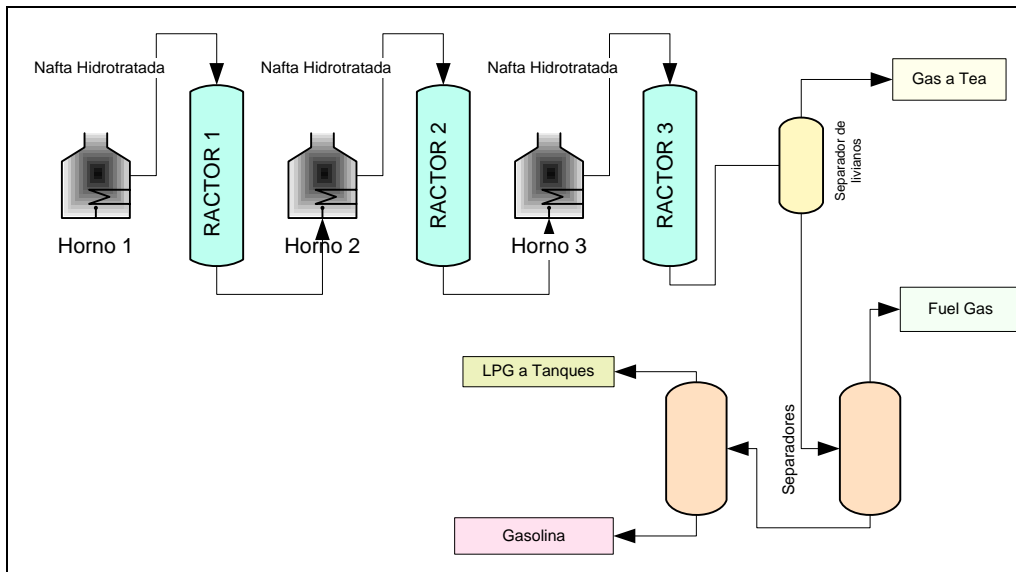 Nafta Hidrotratada
Nafta Hidrotratada
Nafta Hidrotratada
Gas a Tea
RACTOR 1
RACTOR 2
RACTOR 3
Separador de
livianos
Horno 1
Horno 2
Horno 3
Fuel Gas
LPG a Tanques
Separadores
Gasolina